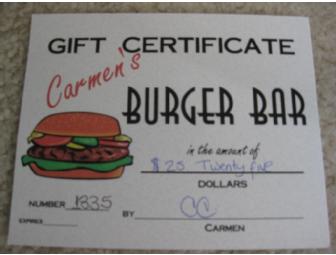 GIFT CERTIFICATE
Carmen's
BURGER BAR
in the amount of
$ 25 Twenty five
DOLLARS
NUMBER 1835
BY CC
EXPIRES
CARMEN